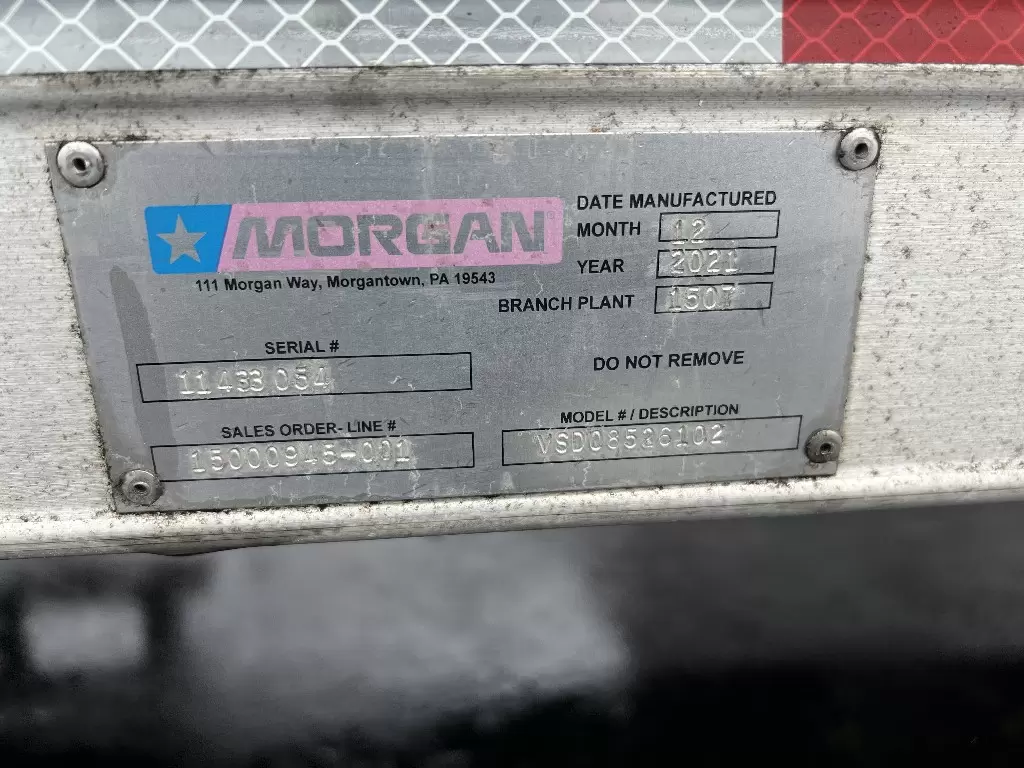 MORGAN
111 Morgan Way, Morgantown, PA 19543
DATE MANUFACTURED
MONTH 12
YEAR 2021
BRANCH PLANT 1507
SERIAL #
11433054
DO NOT REMOVE
SALES ORDER- LINE #
15000945-001
MODEL # / DESCRIPTION
VSD08526102